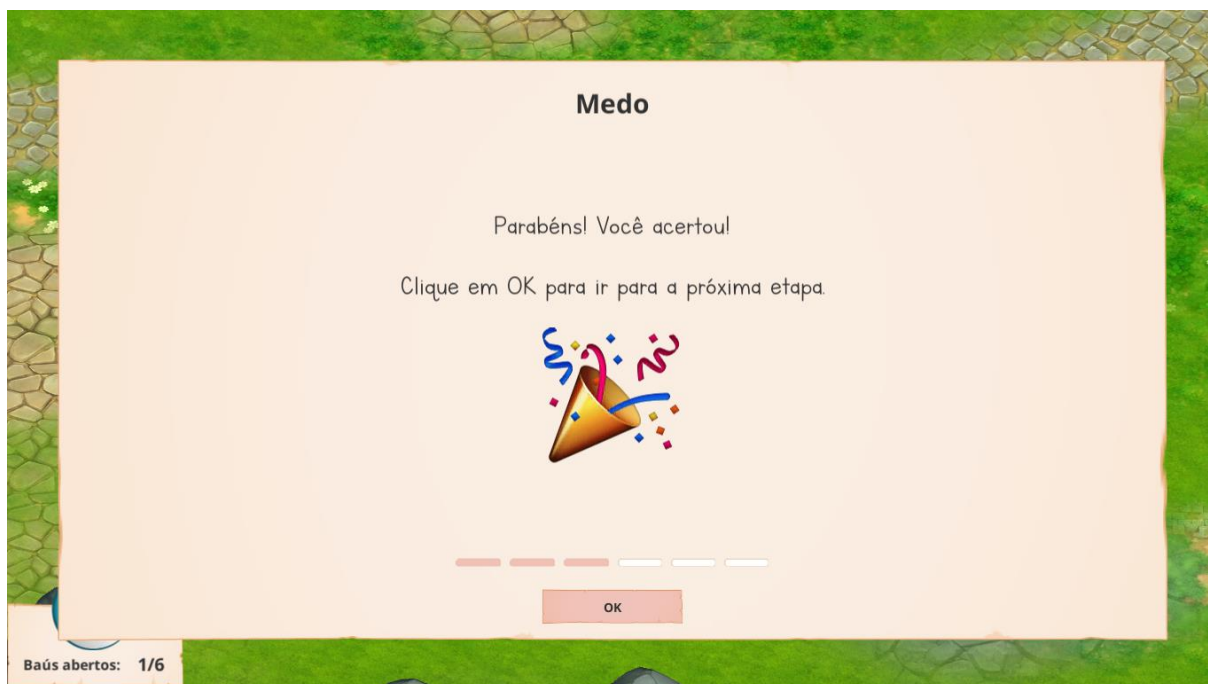 Medo
Parabéns! Você acertou!
Clique em OK para ir para a próxima etapa.
OK
Baús abertos: 1/6